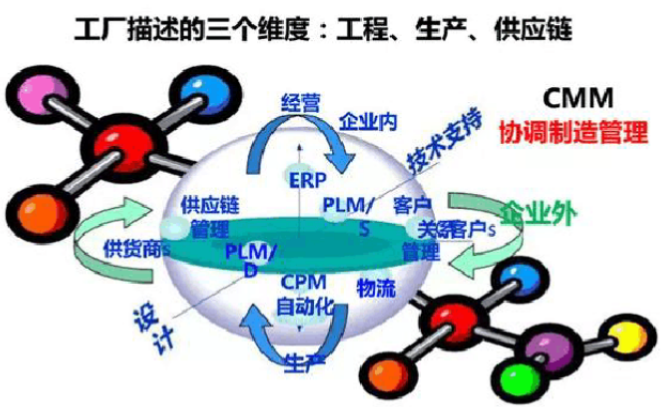 工厂描述的三个维度：工程、生产、供应链
CMM
协调制造管理
经营
企业内
技术支持
ERP
供应链
管理
PLM/
S
客户
关系
管理
企业外
供货商s
客户s
PLM/
D
CPM
自动化
物流
设计
生产